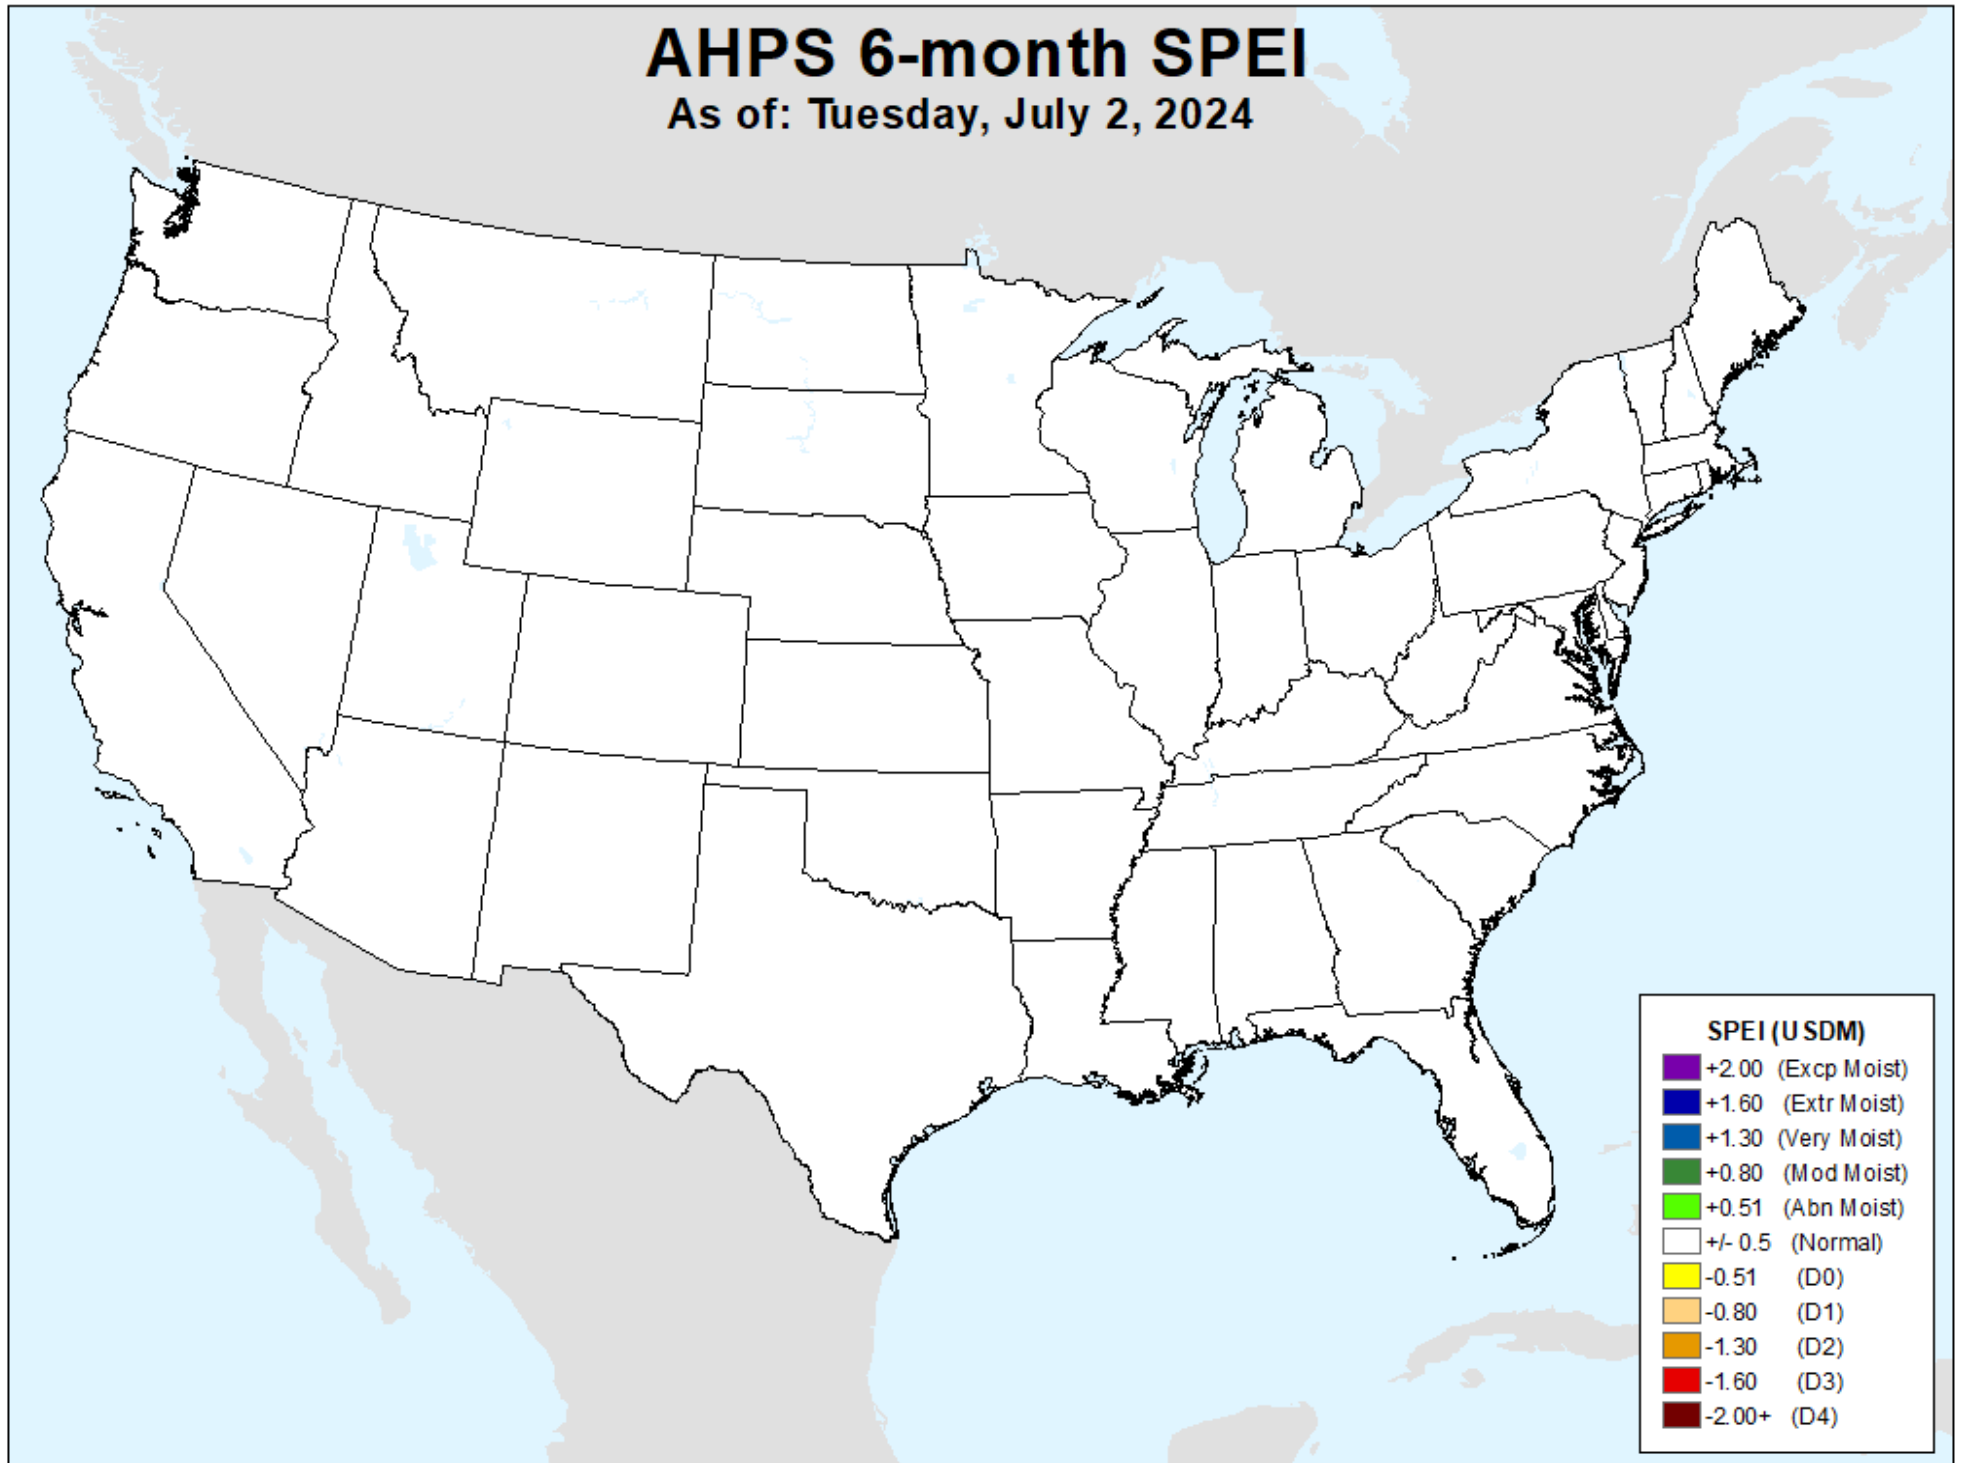 AHPS 6-month SPEI
As of: Tuesday, July 2, 2024
SPEI (USDM)
+2.00 (Excp Moist)
+1.60 (Extr Moist)
+1.30 (Very Moist)
+0.80 (Mod Moist)
+0.51 (Abn Moist)
+/- 0.5 (Normal)
-0.51 (D0)
-0.80 (D1)
-1.30 (D2)
-1.60 (D3)
-2.00+ (D4)